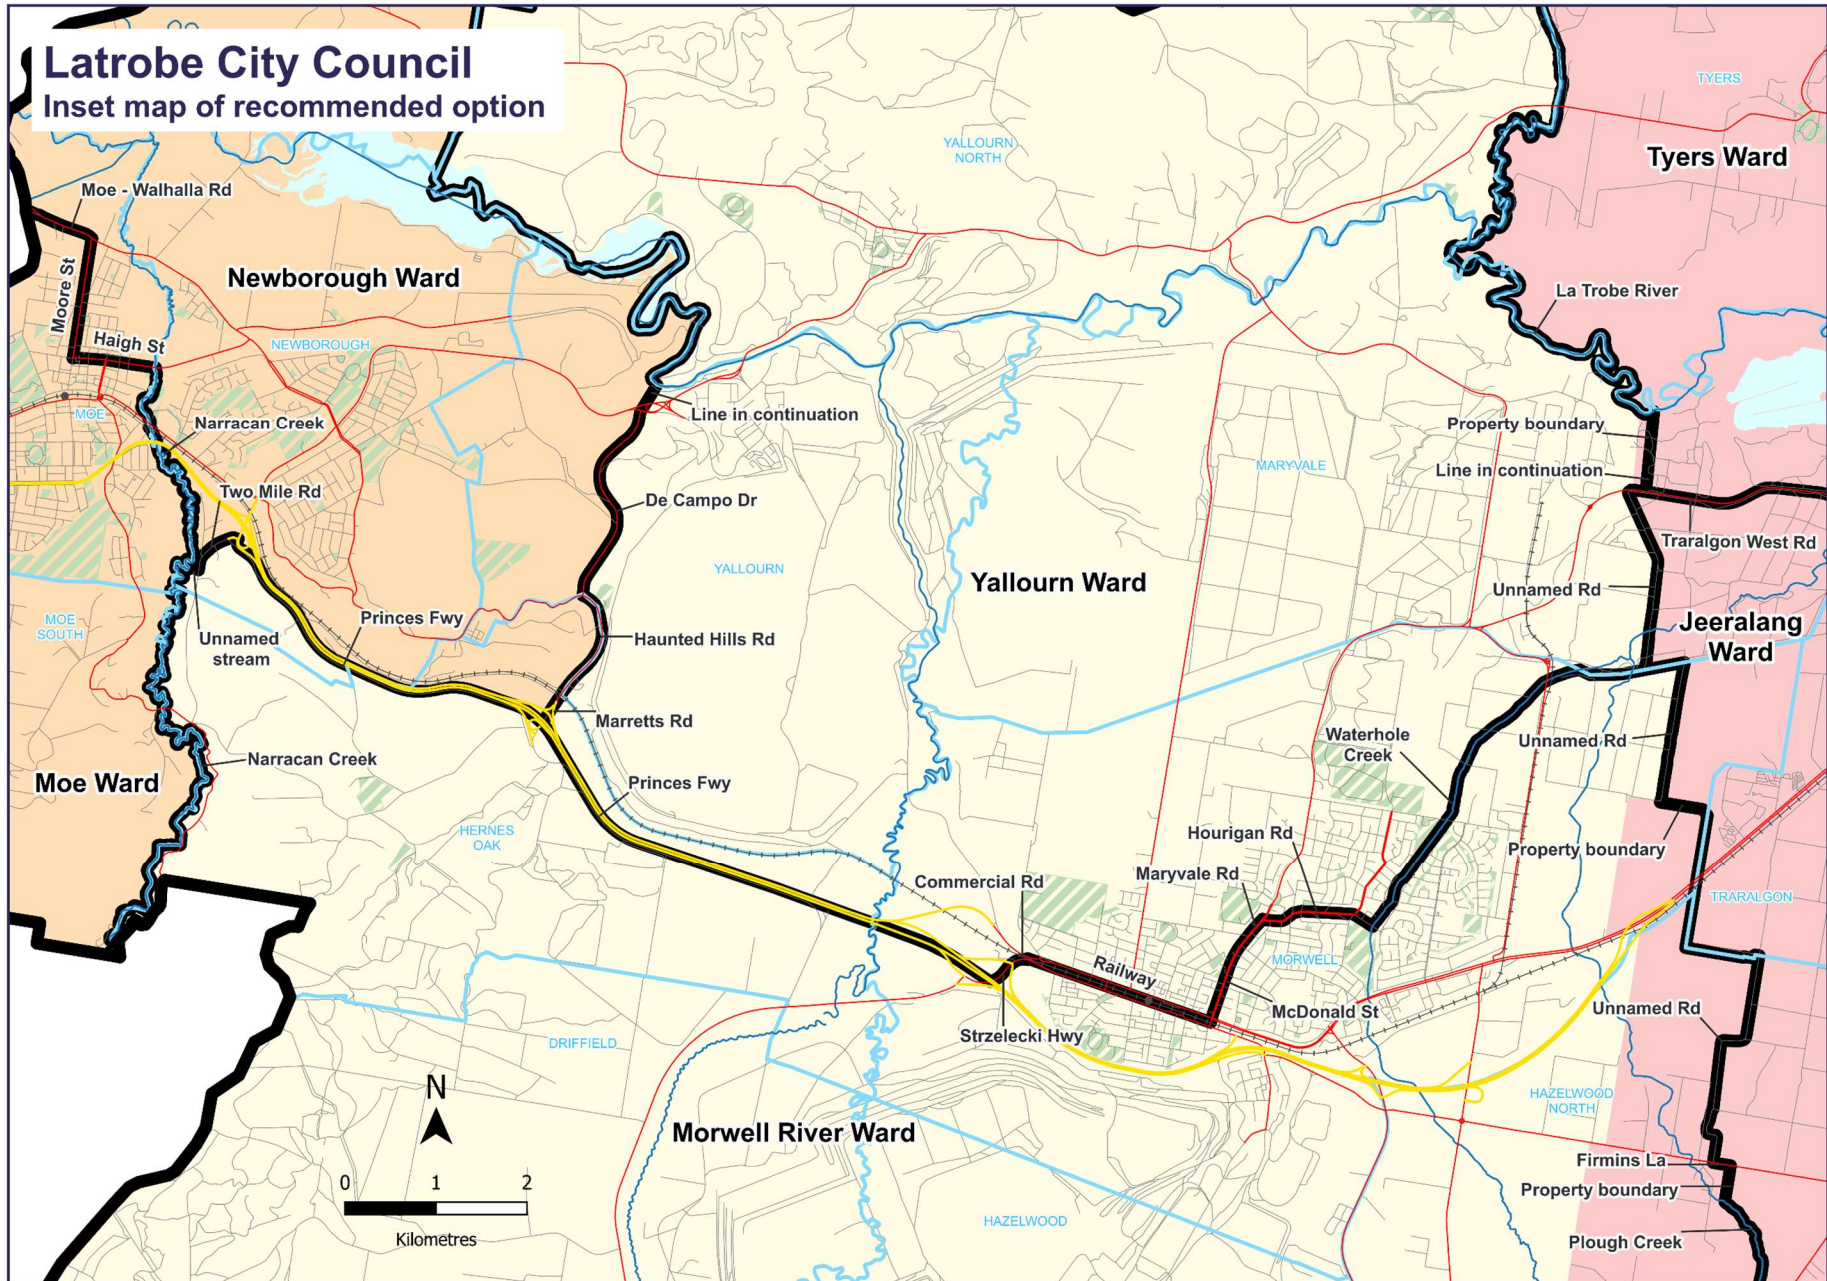 Latrobe City Council
Inset map of recommended option
TYERS
YALLOURN
NORTH
Tyers Ward
Moe - Walhalla Rd
Newborough Ward
Moore St
La Trobe River
Haigh St
NEWBOROUGH
MOE
Line in continuation
Narracan Creek
Property boundary
MARYVALE
Line in continuation
Two Mile Rd
De Campo Dr
Traralgon West Rd
YALLOURN
Yallourn Ward
Unnamed Rd
MOE
SOUTH
Princes Fwy
Unnamed
stream
Haunted Hills Rd
Jeeralang
Ward
Marretts Rd
Waterhole
Creek
Unnamed Rd
Narracan Creek
Moe Ward
Princes Fwy
HERNES
OAK
Hourigan Rd
Property boundary
Maryvale Rd
Commercial Rd
TRARALGON
Railway
MORWELL
McDonald St
Unnamed Rd
Strzelecki Hwy
DRIFFIELD
N
HAZELWOOD
NORTH
Morwell River Ward
Firmins La
0 1 2
Property boundary
HAZELWOOD
Kilometres
Plough Creek